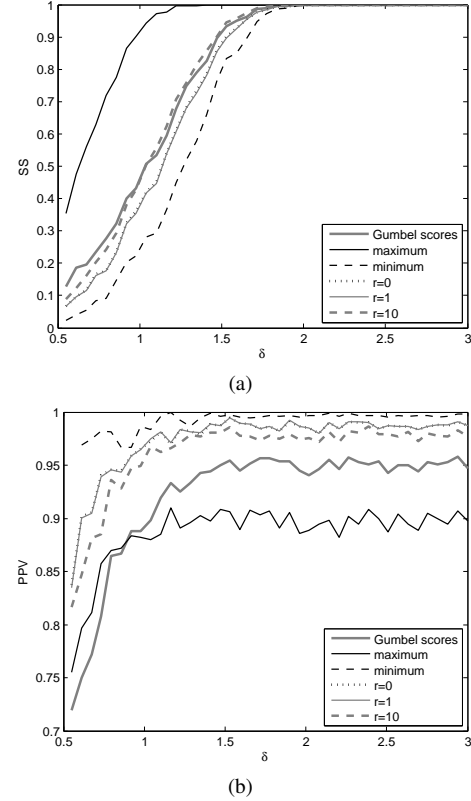 1
0.9
0.8
0.7
0.6
SS
0.5
0.4
0.3
0.2
0.1
0
0.5 1 1.5 2 2.5 3
δ
Gumbel scores
maximum
minimum
r=0
r=1
r=10
(a)
1
0.95
0.9
PPV
0.85
0.8
0.75
0.7
0.5 1 1.5 2 2.5 3
δ
Gumbel scores
maximum
minimum
r=0
r=1
r=10
(b)